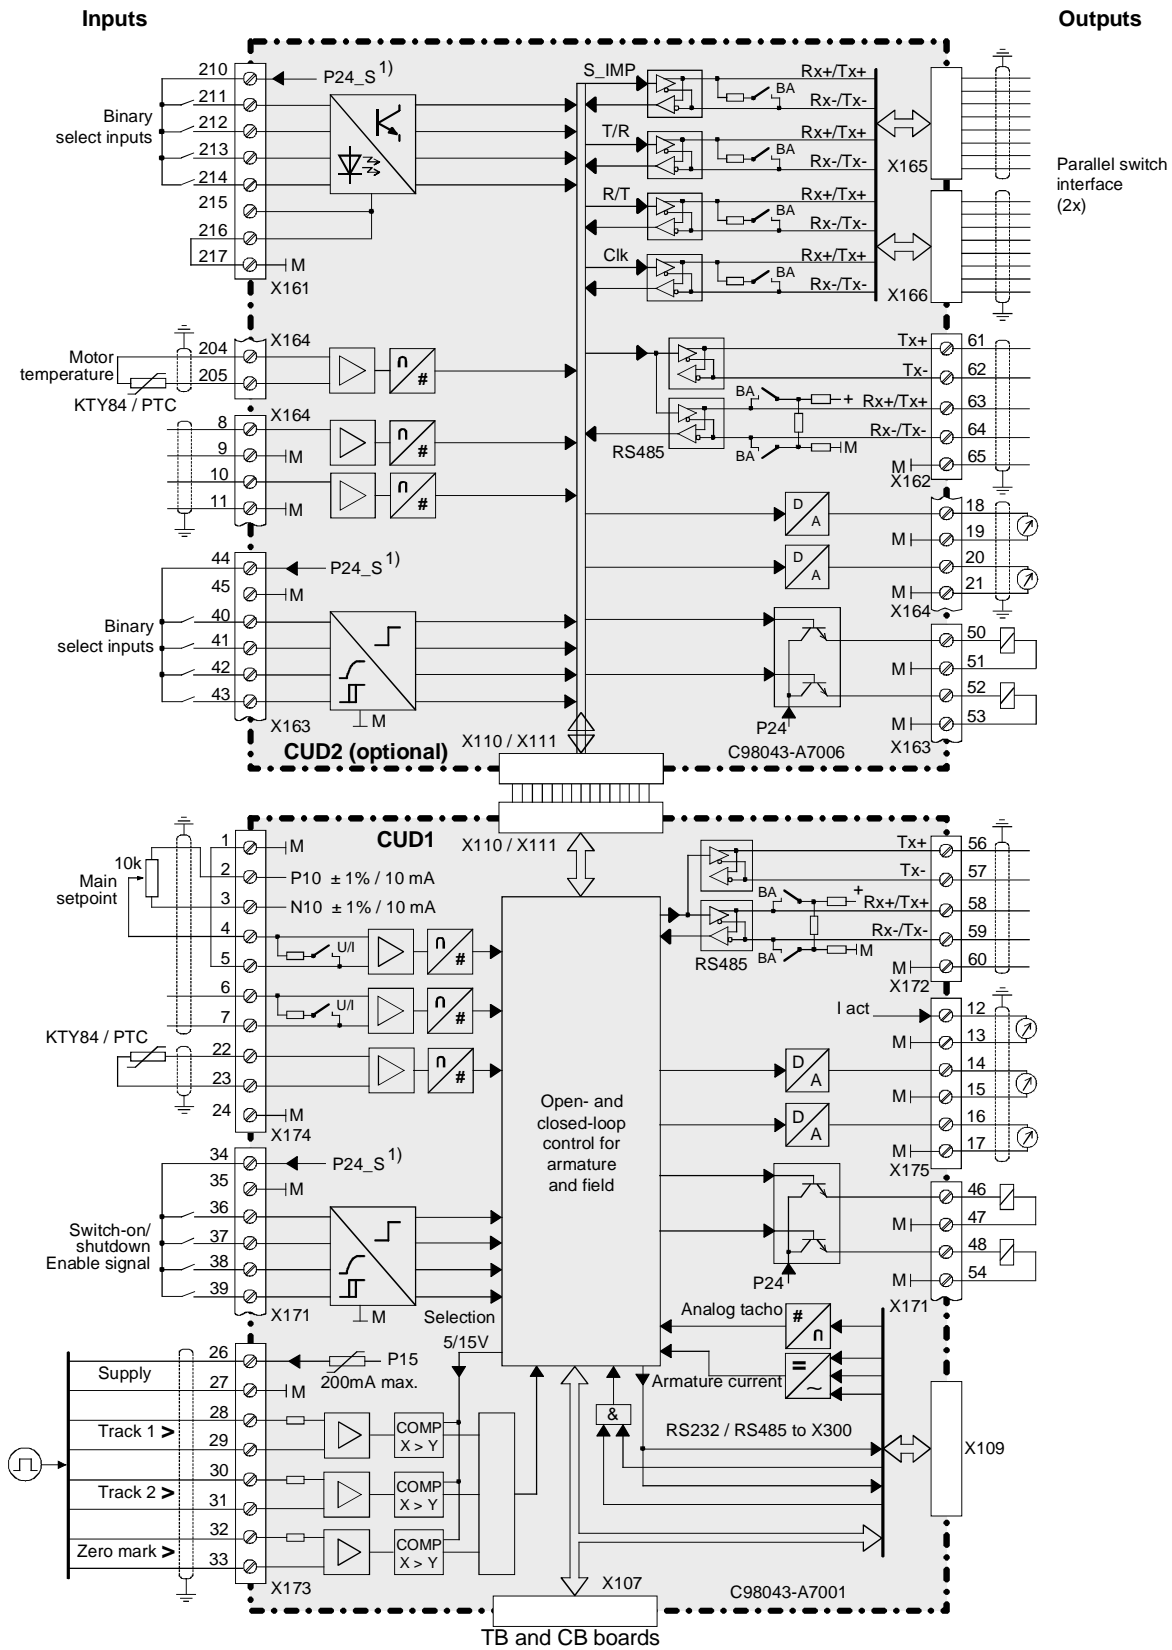 Inputs
Outputs
210
P24_S 1)
211
212
213
214
215
216
217
M
X161
Binary
select inputs
S_IMP
Rx+/Tx+
BA
Rx-/Tx-
T/R
Rx+/Tx+
BA
Rx-/Tx-
R/T
Rx+/Tx+
BA
Rx-/Tx-
Clk
Rx+/Tx+
BA
Rx-/Tx-
X165
X166
Parallel switch
interface
(2x)
X164
204
205
Motor
temperature
KTY84 / PTC
∩
#
X164
8
9
M
10
11
M
∩
#
∩
#
Tx+
61
Tx-
62
BA
+
Rx+/Tx+
63
Rx-/Tx-
64
RS485
BA
M
M
65
X162
D
A
18
M
19
D
A
20
M
21
X164
44
P24_S 1)
45
M
40
41
42
43
X163
M
Binary
select inputs
50
M
51
52
P24
M
53
X163
CUD2 (optional)
X110 / X111
C98043-A7006
CUD1
X110 / X111
1
M
2
P10 ± 1% / 10 mA
3
N10 ± 1% / 10 mA
10k
Main
setpoint
4
U/I
5
∩
#
6
U/I
7
∩
#
KTY84 / PTC
22
23
∩
#
24
M
X174
Tx+
56
Tx-
57
BA
+
Rx+/Tx+
58
Rx-/Tx-
59
RS485
BA
M
M
60
X172
I act
12
M
13
D
A
14
M
15
D
A
16
M
17
X175
Open- and
closed-loop
control for
armature
and field
34
P24_S 1)
35
M
36
37
38
39
X171
M
Switch-on/
shutdown
Enable signal
46
M
47
48
P24
M
54
X171
Selection
5/15V
Analog tacho
#
∩
Armature current
=
~
&
RS232 / RS485 to X300
X109
26
P15
200mA max.
Supply
27
M
28
Track 1 >
29
COMP
X > Y
30
Track 2 >
31
COMP
X > Y
32
Zero mark >
33
COMP
X > Y
X173
X107
C98043-A7001
TB and CB boards